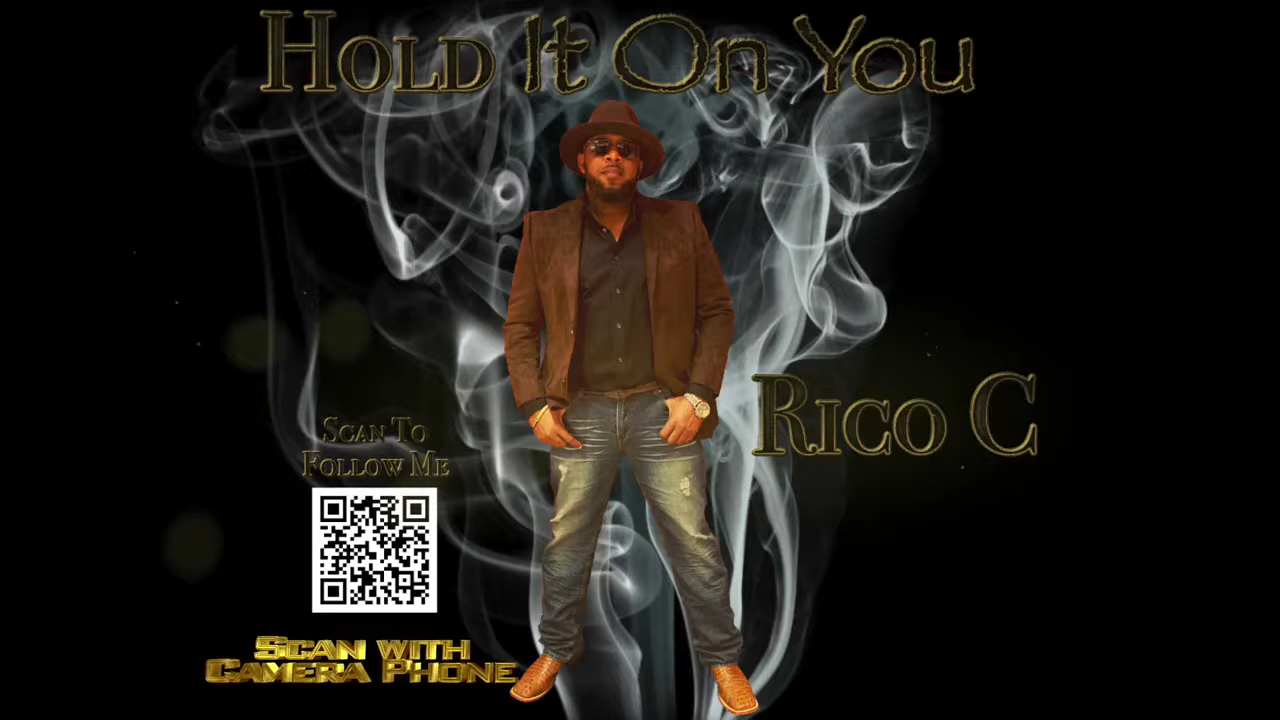 Hold It On You
Rico C
Scan To
Follow Me
Scan with
Camera Phone